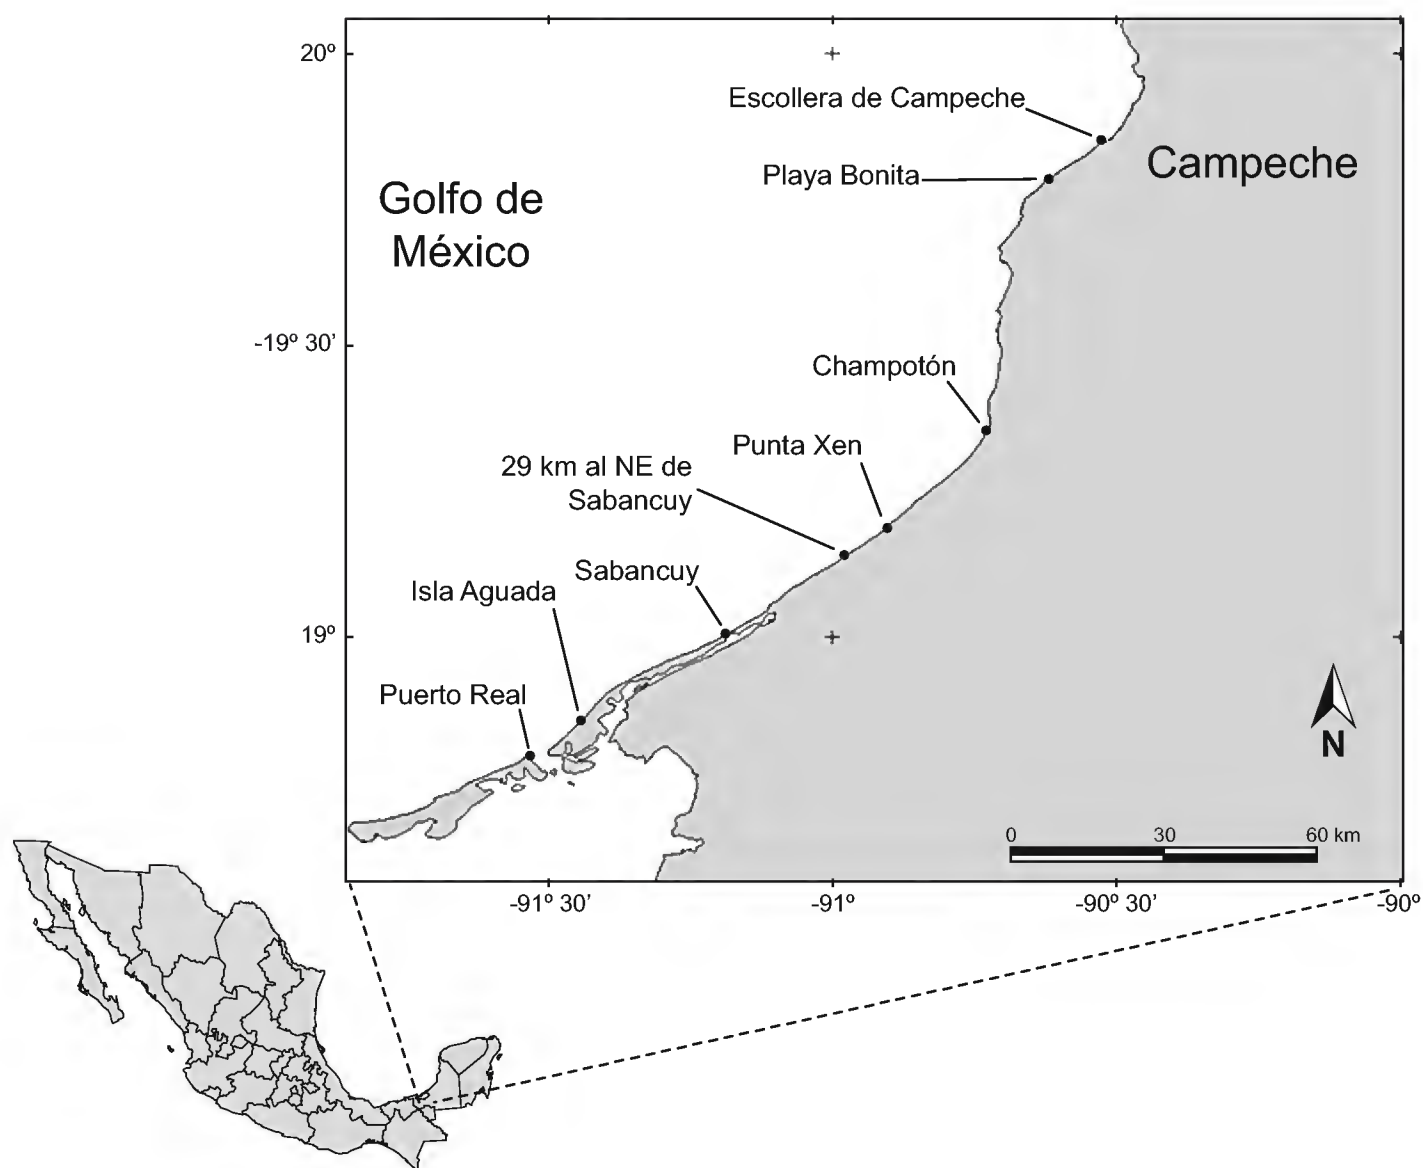 20º
Escollera de Campeche
Campeche
Playa Bonita
Golfo de
México
-19º 30’
Champotón
Punta Xen
29 km al NE de
Sabancuy
Sabancuy
Isla Aguada
19º
Puerto Real
N
0 30 60 km
-91º 30’ -91º -90º 30’ -90º